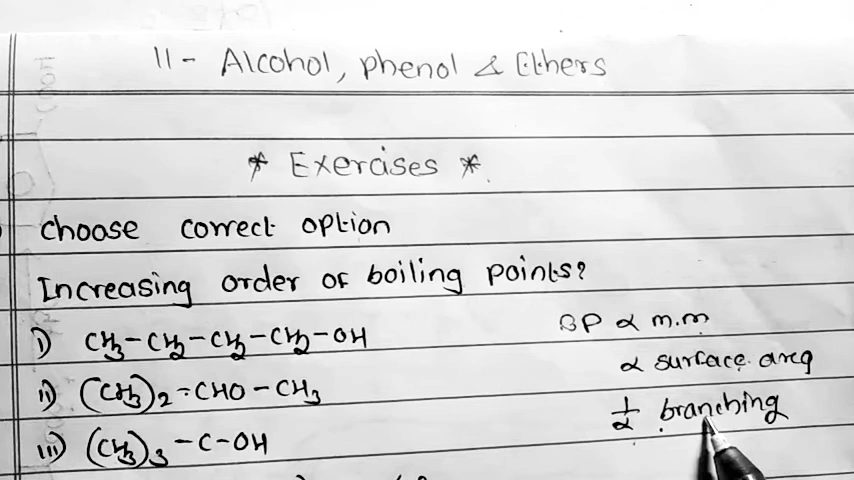 11- Alcohol, phenol & Ethers
* Exercises *
choose correct option
Increasing order of boiling points?
i) CH₃-CH₂-CH₂-CH₂-OH
BP α m.m
α surface area
ii) (CH₃)₂=CHO-CH₃
1/α branching
iii) (CH₃)₃-C-OH